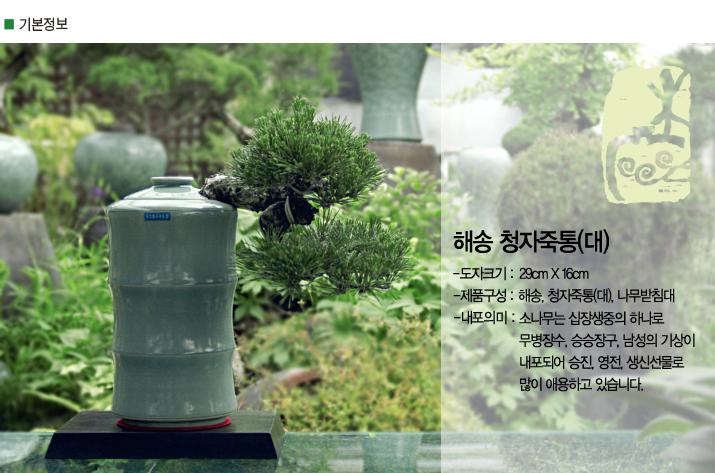 기본정보
해송 청자죽통(대)
-도자크기 : 29cm X 16cm
-제품구성 : 해송, 청자죽통(대), 나무받침대
-내포의미 : 소나무는 십장생중의 하나로
무병장수, 승승장구, 남성의 기상이
내포되어 승진, 영전, 생신선물로
많이 애용하고 있습니다.